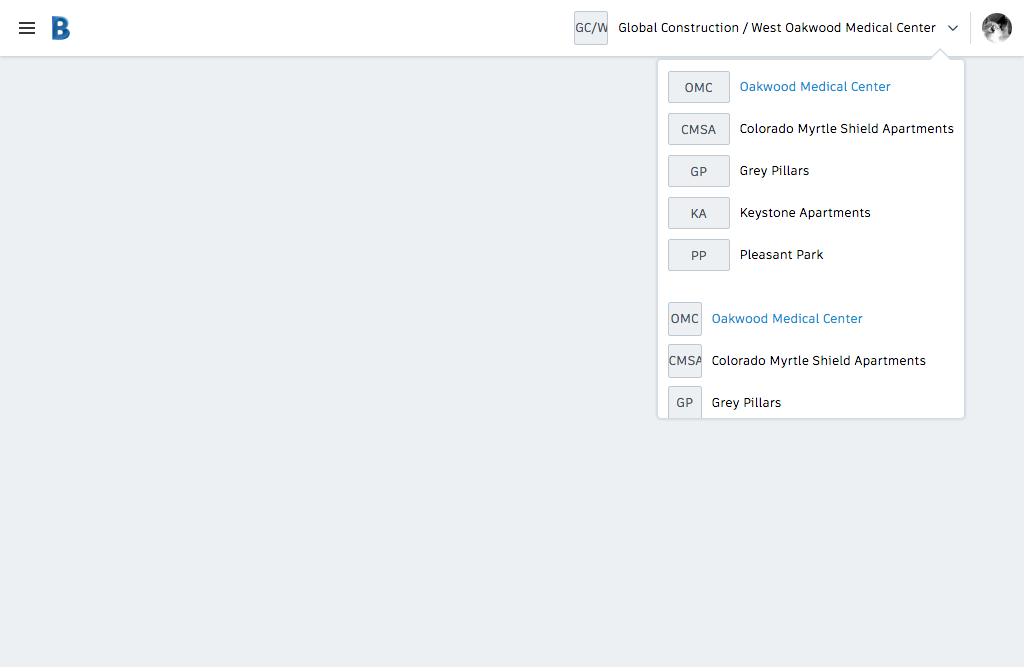 B
GC/W Global Construction / West Oakwood Medical Center
OMC Oakwood Medical Center
CMSA Colorado Myrtle Shield Apartments
GP Grey Pillars
KA Keystone Apartments
PP Pleasant Park
OMC Oakwood Medical Center
CMSA Colorado Myrtle Shield Apartments
GP Grey Pillars